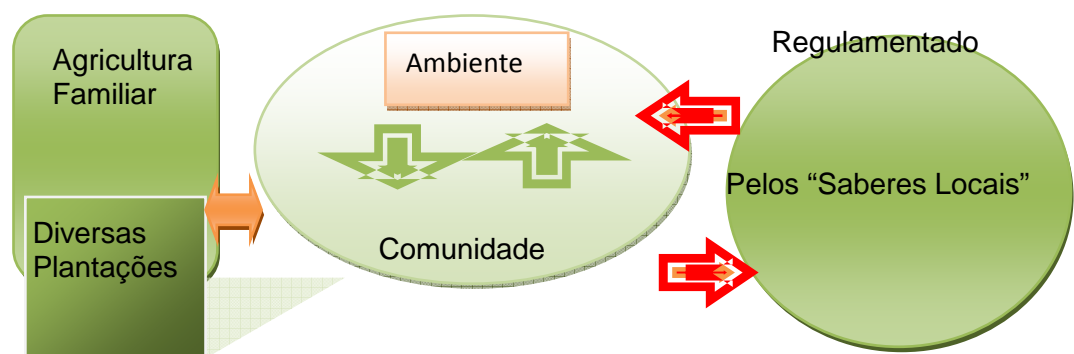 Agricultura
Familiar
Diversas
Plantações
Ambiente
Comunidade
Regulamentado
Pelos “Saberes Locais”